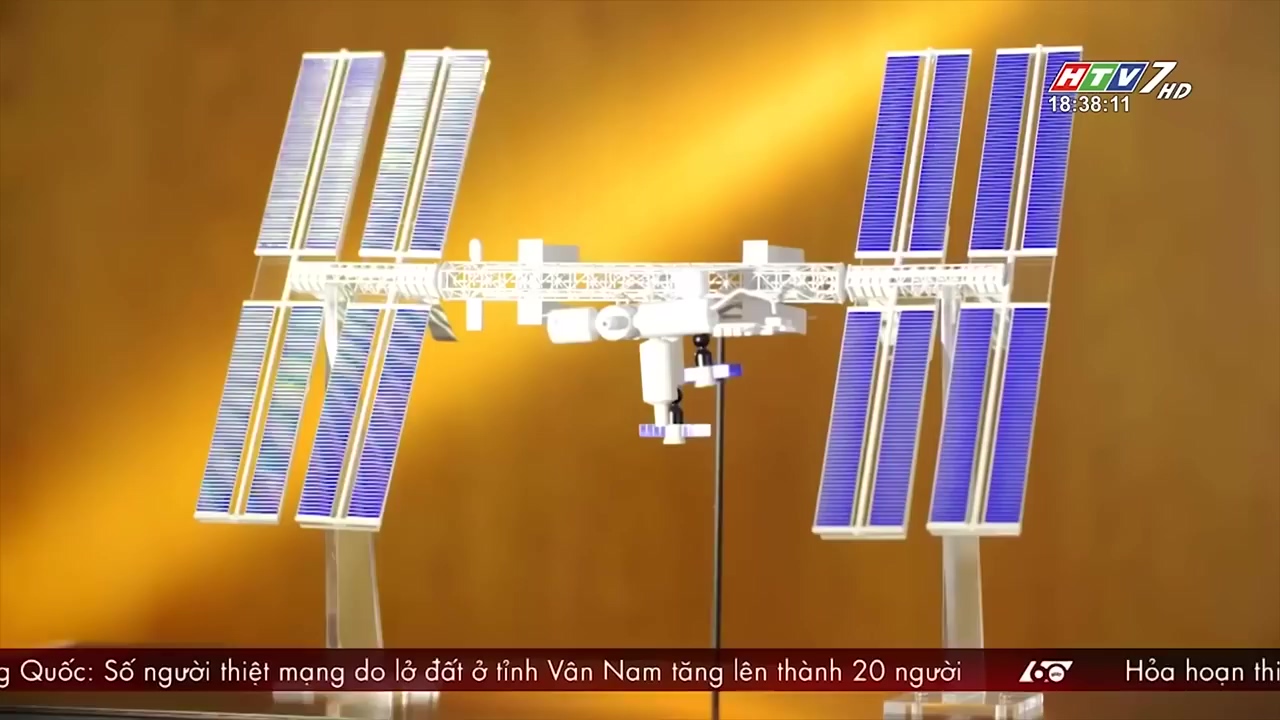 HTV7 HD
18:38:11
g Quốc: Số người thiệt mạng do lở đất ở tỉnh Vân Nam tăng lên thành 20 người
60
Hỏa hoạn thi